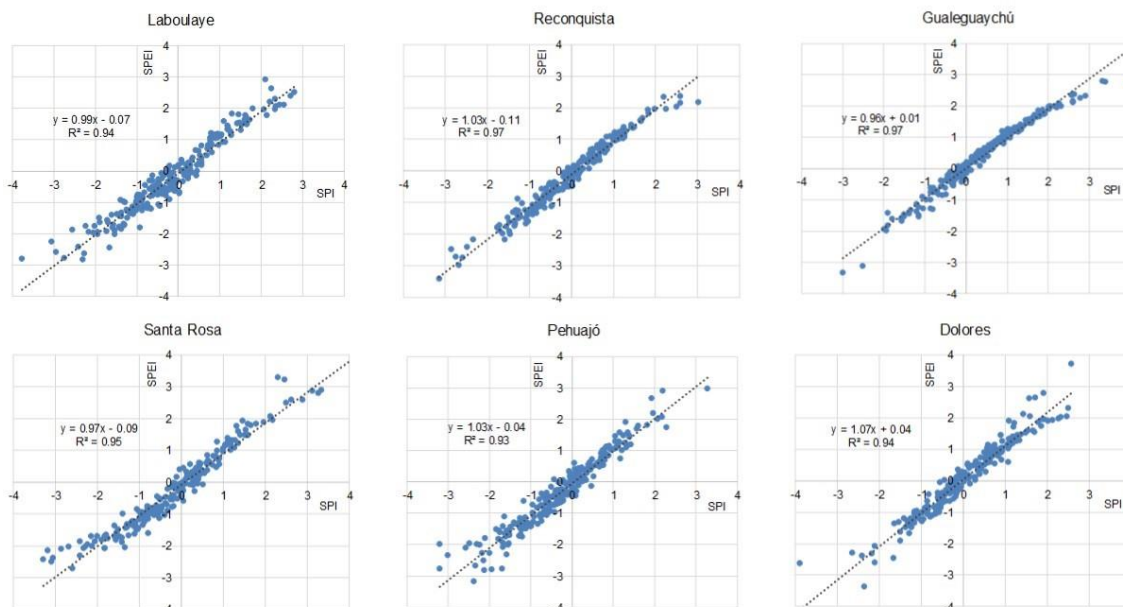 Laboulaye
4
SPEI
3
2
y = 0.99x - 0.07
R² = 0.94
1
0
-4 -3 -2 -1 0 1 2 3 4
SPI
-1
-2
-3
-4
Reconquista
4
SPEI
3
2
y = 1.03x - 0.11
R² = 0.97
1
0
-4 -3 -2 -1 0 1 2 3 4
SPI
-1
-2
-3
-4
Gualeguaychú
4
SPEI
3
2
y = 0.96x + 0.01
R² = 0.97
1
0
-4 -3 -2 -1 0 1 2 3
SPI
-1
-2
-3
-4
Santa Rosa
4
SPEI
3
2
y = 0.97x - 0.09
R² = 0.95
1
0
-4 -3 -2 -1 0 1 2 3 4
SPI
-1
-2
-3
-4
Pehuajó
4
SPEI
3
2
y = 1.03x - 0.04
R² = 0.93
1
0
-4 -3 -2 -1 0 1 2 3 4
SPI
-1
-2
-3
-4
Dolores
4
SPEI
3
2
y = 1.07x + 0.04
R² = 0.94
1
0
-4 -3 -2 -1 0 1 2 3 4
SPI
-1
-2
-3
-4